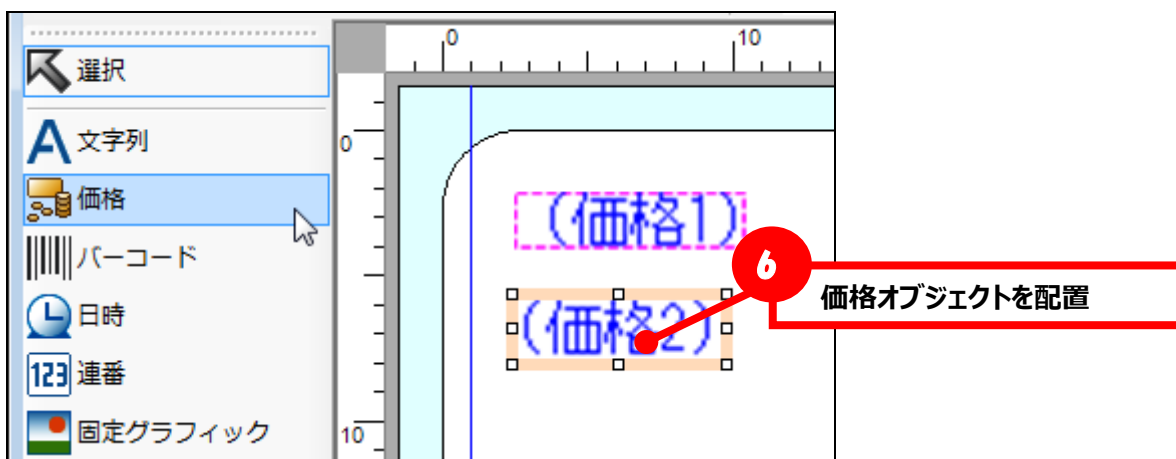 選択
文字列
価格
バーコード
日時
123 連番
固定グラフィック
0 10
0
10
(価格1)
(価格2)
6
価格オブジェクトを配置